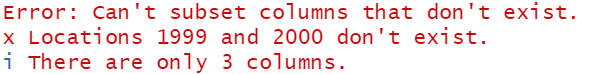 Error: Can't subset columns that don't exist.
x Locations 1999 and 2000 don't exist.
i There are only 3 columns.